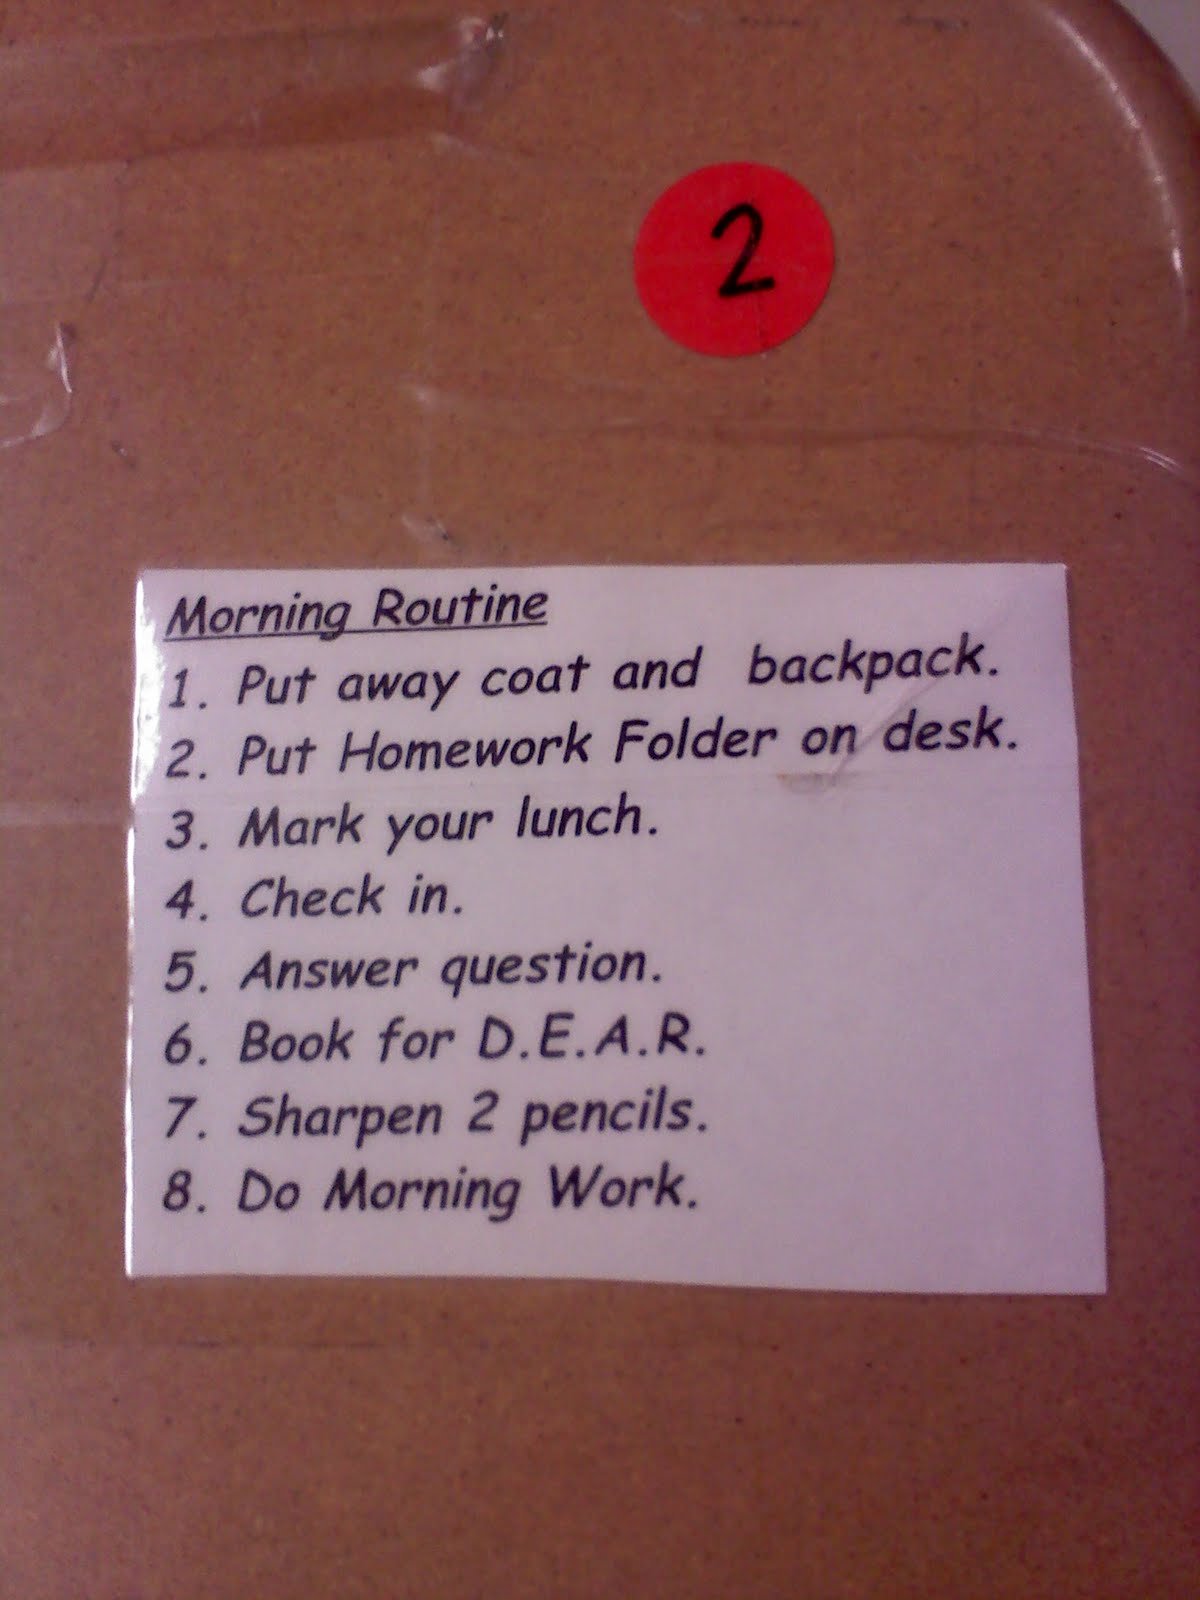 2
Morning Routine
1. Put away coat and backpack.
2. Put Homework Folder on desk.
3. Mark your lunch.
4. Check in.
5. Answer question.
6. Book for D.E.A.R.
7. Sharpen 2 pencils.
8. Do Morning Work.